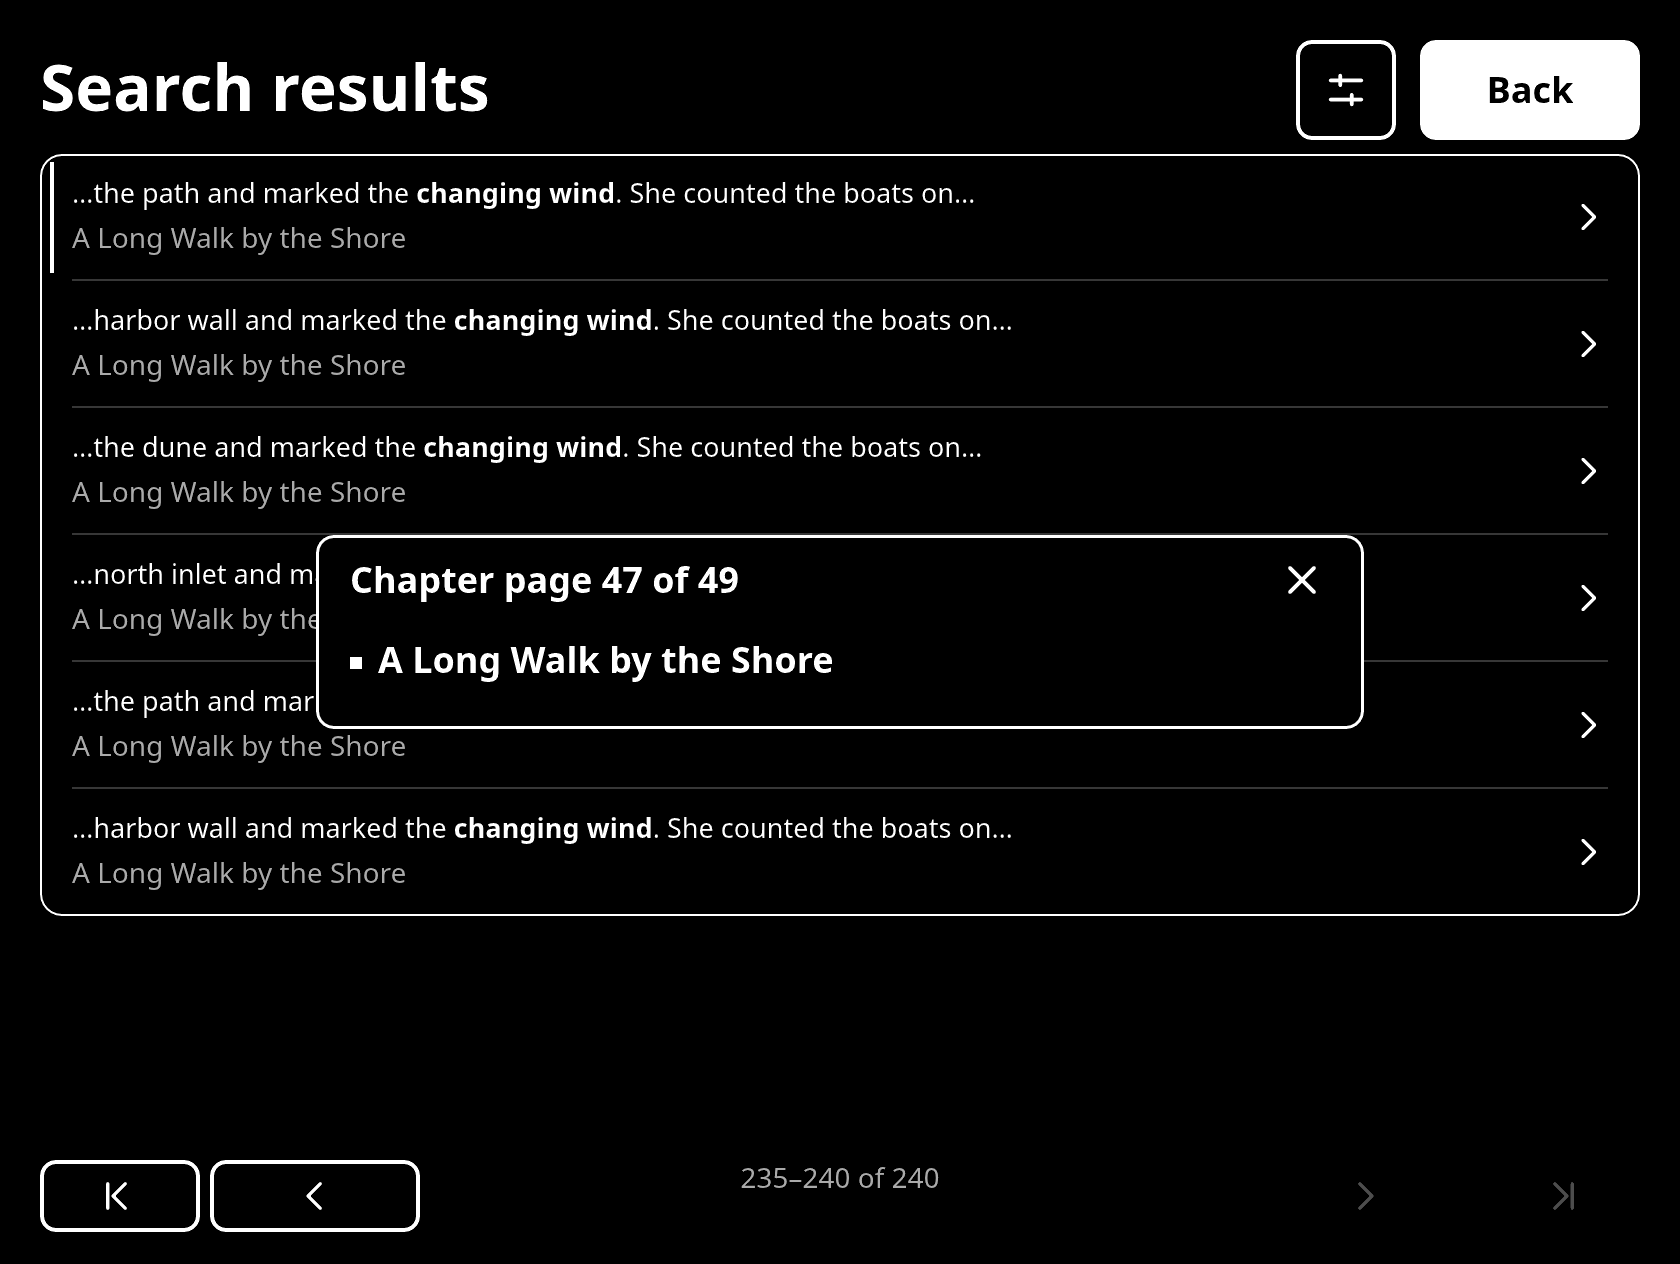 Search results
Back
...the path and marked the changing wind. She counted the boats on...
A Long Walk by the Shore
...harbor wall and marked the changing wind. She counted the boats on...
A Long Walk by the Shore
...the dune and marked the changing wind. She counted the boats on...
A Long Walk by the Shore
...north inlet and
A Long Walk by the
Chapter page 47 of 49
A Long Walk by the Shore
...the path and
A Long Walk by the Shore
...harbor wall and marked the changing wind. She counted the boats on...
A Long Walk by the Shore
235–240 of 240